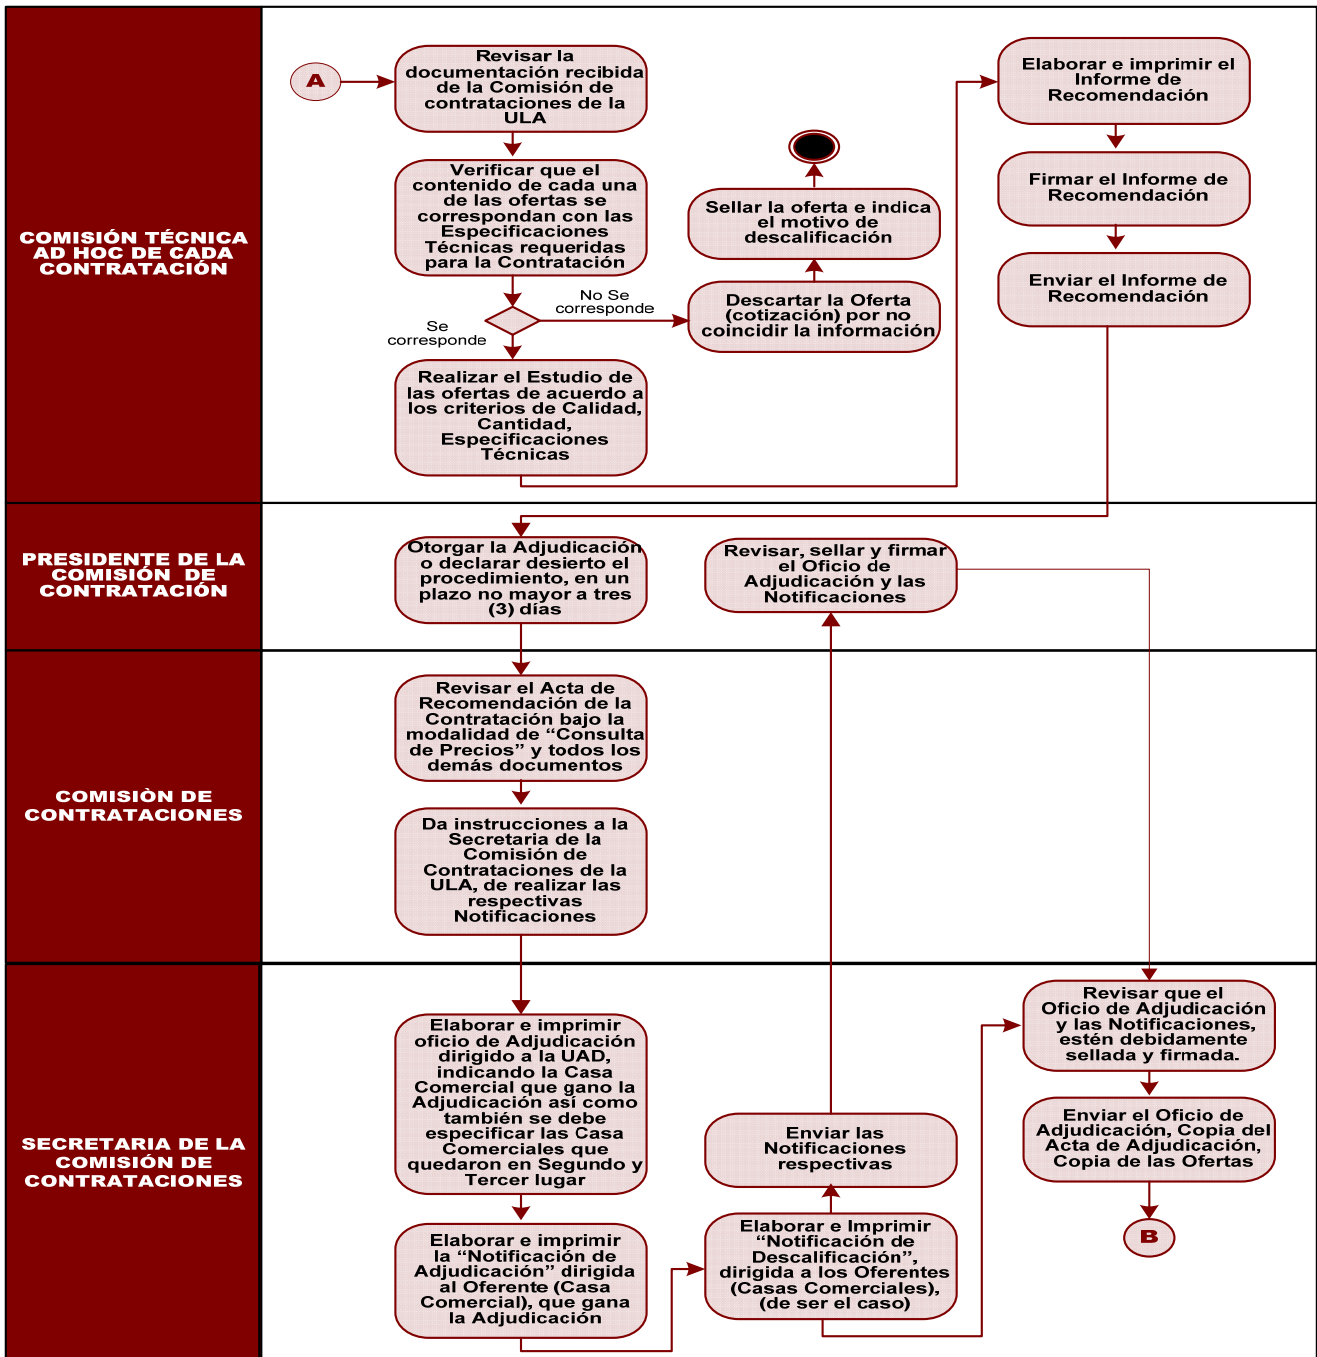 COMISIÓN TÉCNICA
AD HOC DE CADA
CONTRATACIÓN
A
Revisar la
documentación recibida
de la Comisión de
contrataciones de la
ULA
Verificar que el
contenido de cada una
de las ofertas se
correspondan con las
Especificaciones
Técnicas requeridas
para la Contratación
No Se
corresponde
Se
corresponde
Realizar el Estudio de
las ofertas de acuerdo a
los criterios de Calidad,
Cantidad,
Especificaciones
Técnicas
Sellar la oferta e indica
el motivo de
descalificación
Descartar la Oferta
(cotización) por no
coincidir la información
Elaborar e imprimir el
Informe de
Recomendación
Firmar el Informe de
Recomendación
Enviar el Informe de
Recomendación
PRESIDENTE DE LA
COMISIÓN DE
CONTRATACIÓN
Otorgar la Adjudicación
o declarar desierto el
procedimiento, en un
plazo no mayor a tres
(3) días
Revisar, sellar y firmar
el Oficio de
Adjudicación y las
Notificaciones
COMISIÒN DE
CONTRATACIONES
Revisar el Acta de
Recomendación de la
Contratación bajo la
modalidad de “Consulta
de Precios” y todos los
demás documentos
Da instrucciones a la
Secretaria de la
Comisión de
Contrataciones de la
ULA, de realizar las
respectivas
Notificaciones
SECRETARIA DE LA
COMISIÓN DE
CONTRATACIONES
Elaborar e imprimir
oficio de Adjudicación
dirigido a la UAD,
indicando la Casa
Comercial que gano la
Adjudicación así como
también se debe
especificar las Casa
Comerciales que
quedaron en Segundo y
Tercer lugar
Elaborar e imprimir
la “Notificación de
Adjudicación” dirigida
al Oferente (Casa
Comercial), que gana
la Adjudicación
Enviar las
Notificaciones
respectivas
Elaborar e Imprimir
“Notificación de
Descalificación”,
dirigida a los Oferentes
(Casas Comerciales),
(de ser el caso)
Revisar que el
Oficio de Adjudicación
y las Notificaciones,
estén debidamente
sellada y firmada.
Enviar el Oficio de
Adjudicación, Copia del
Acta de Adjudicación,
Copia de las Ofertas
B